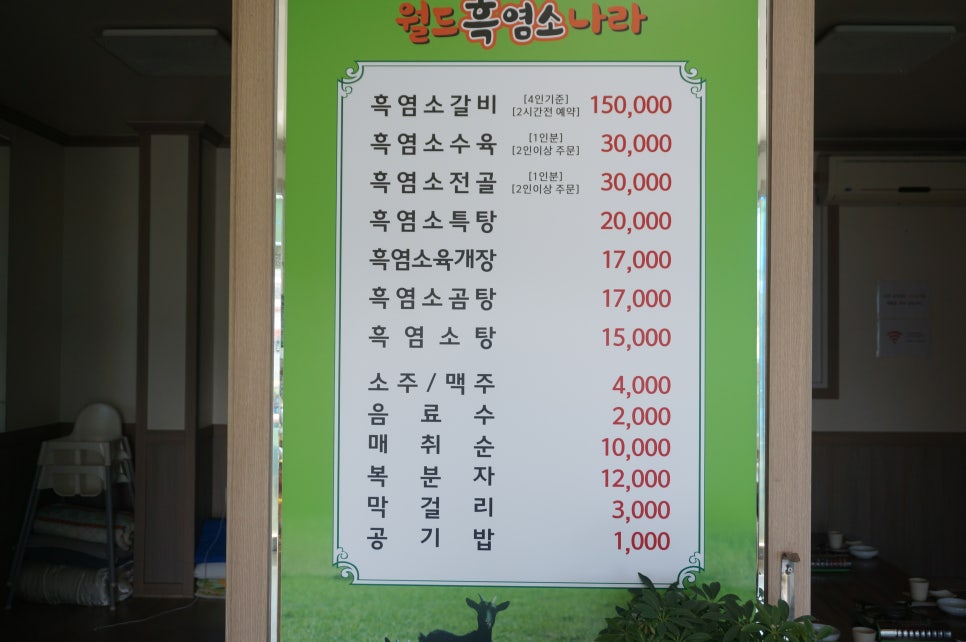 월드흑염소나라
흑염소갈비 [4인기준] [2시간전 예약] 150,000
흑염소수육 [1인분] [2인이상 주문] 30,000
흑염소전골 [1인분] [2인이상 주문] 30,000
흑염소특탕 20,000
흑염소육개장 17,000
흑염소곰탕 17,000
흑염소탕 15,000
소주/맥주 4,000
음료수 2,000
매취순 10,000
복분자 12,000
막걸리 3,000
공기밥 1,000